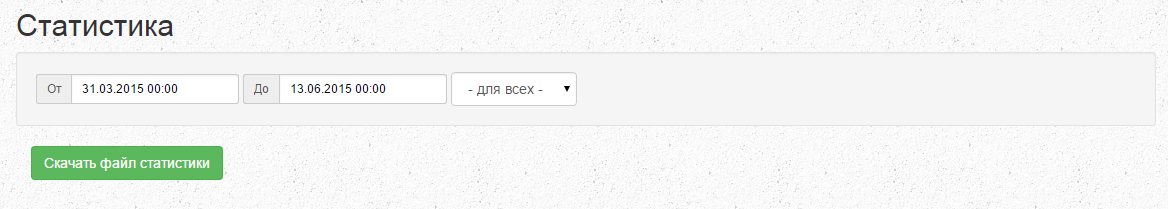 Статистика
От 31.03.2015 00:00 До 13.06.2015 00:00 - для всех -
Скачать файл статистики